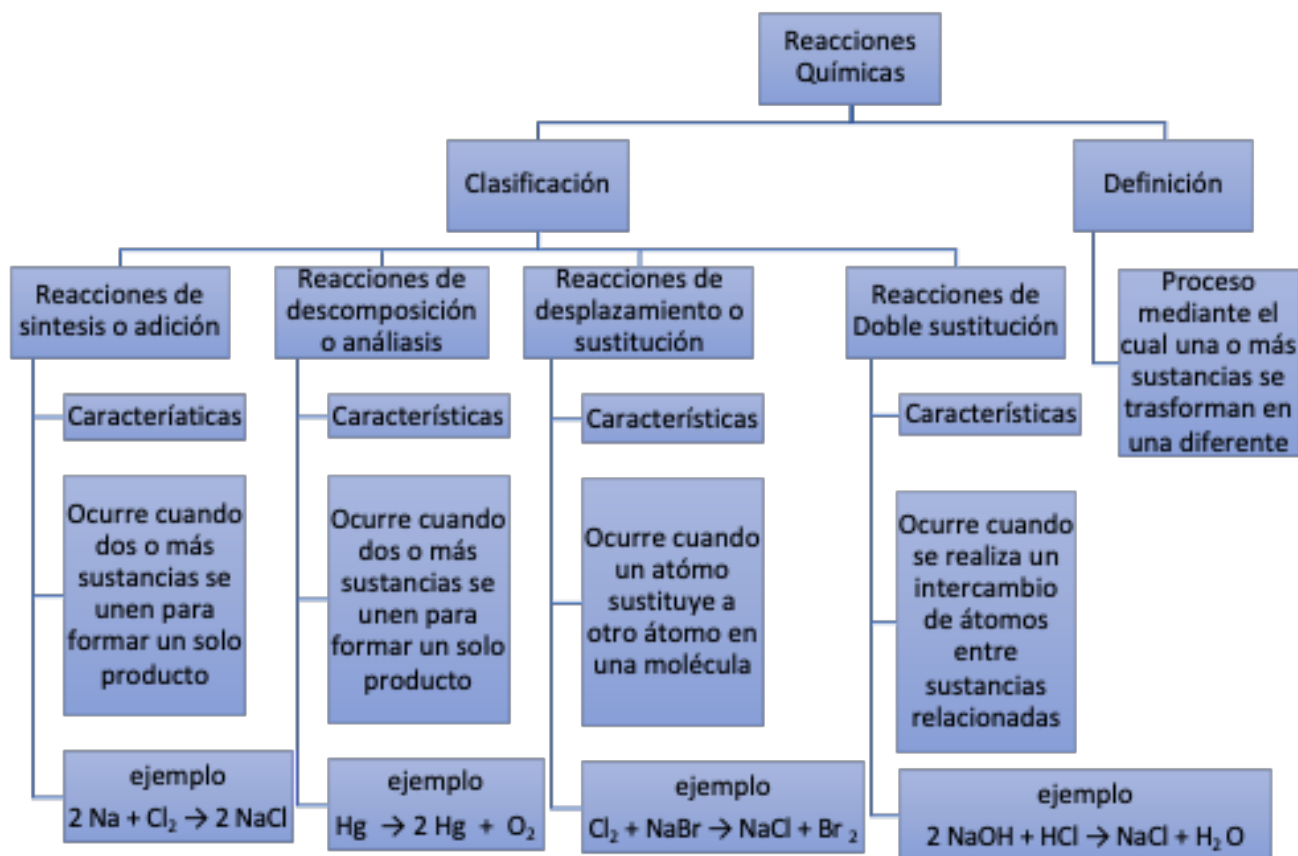 Reacciones
Químicas
Clasificación
Definición
Reacciones de
sintesis o adición
Reacciones de
descomposición
o análiasis
Reacciones de
desplazamiento o
sustitución
Reacciones de
Doble sustitución
Proceso
mediante el
cual una o más
sustancias se
trasforman en
una diferente
Caracteríaticas
Características
Características
Características
Ocurre cuando
dos o más
sustancias se
unen para
formar un solo
producto
Ocurre cuando
dos o más
sustancias se
unen para
formar un solo
producto
Ocurre cuando
un atómo
sustituye a
otro átomo en
una molécula
Ocurre cuando
se realiza un
intercambio
de átomos
entre
sustancias
relacionadas
ejemplo
2 Na + Cl₂ → 2 NaCl
ejemplo
Hg → 2 Hg + O₂
ejemplo
Cl₂ + NaBr → NaCl + Br ₂
ejemplo
2 NaOH + HCl → NaCl + H₂ O